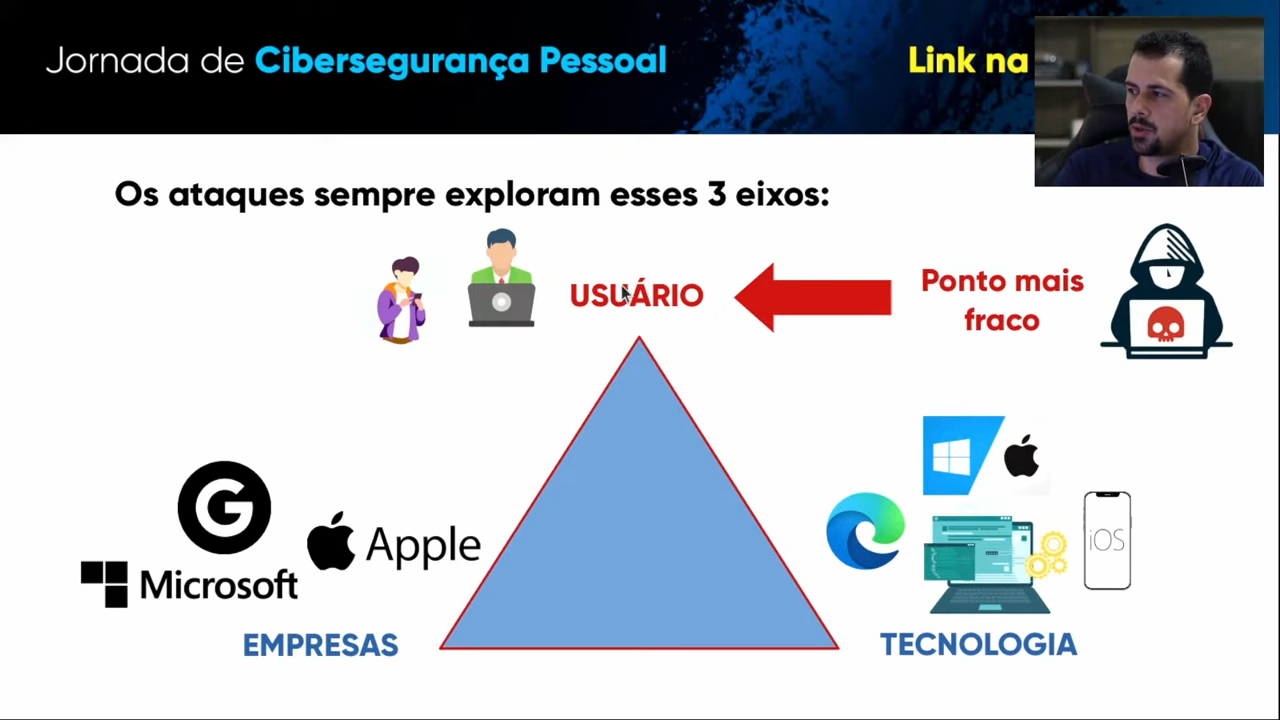 Jornada de Cibersegurança Pessoal
Link na
Os ataques sempre exploram esses 3 eixos:
USUÁRIO
Ponto mais
fraco
G
Apple
Microsoft
iOS
EMPRESAS
TECNOLOGIA